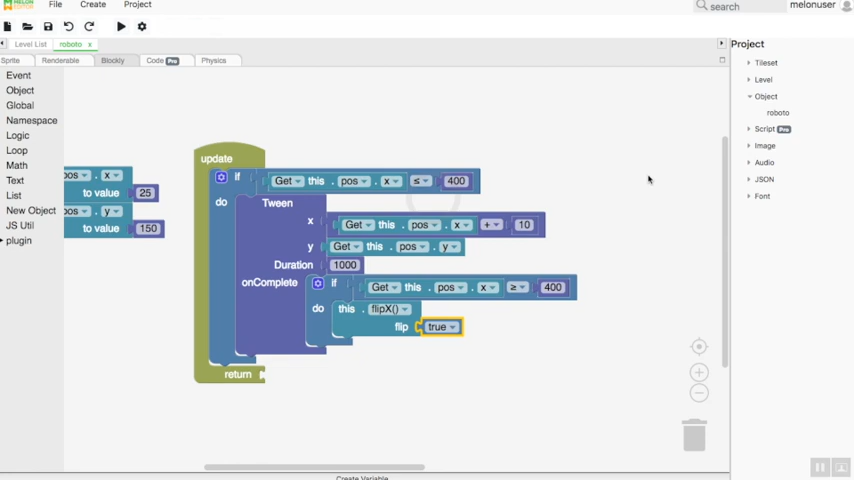 MELON
EDITOR
File Create Project
search
melonuser
Level List roboto x
Project
Sprite Renderable Blockly Code Pro Physics
Event
Object
Global
Namespace
Logic
Loop
Math
Text
List
New Object
JS Util
plugin
pos . x
to value 25
pos . y
to value 150
update
if Get this . pos . x ≤ 400
do Tween
x Get this . pos . x + 10
y Get this . pos . y
Duration 1000
onComplete if Get this . pos . x ≥ 400
do this . flipX()
flip true
return
Tileset
Level
Object
roboto
Script Pro
Image
Audio
JSON
Font
Create Variable